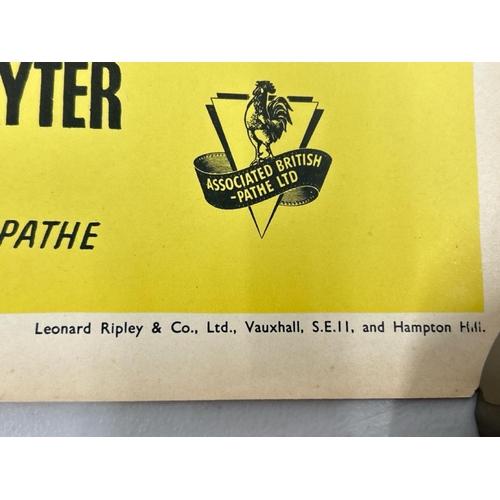 YTER
ASSOCIATED BRITISH
-PATHE LTD
PATHE
Leonard Ripley & Co., Ltd., Vauxhall, S.E.11, and Hampton Hill.